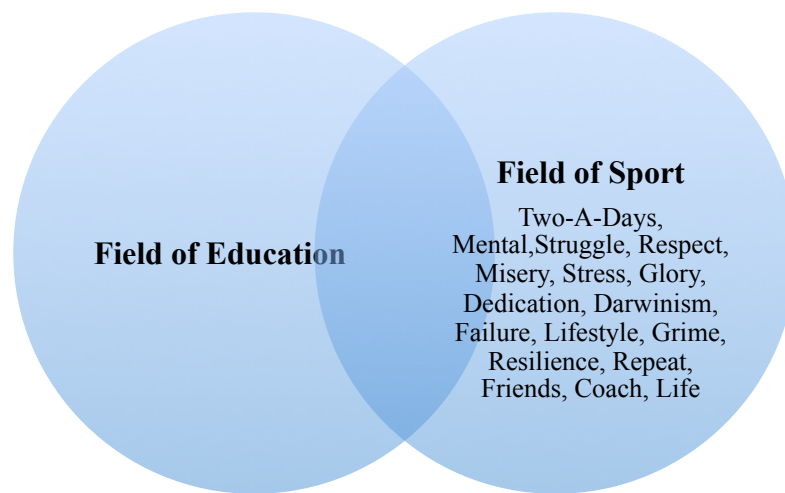 Field of Education
Field of Sport
Two-A-Days,
Mental,Struggle, Respect,
Misery, Stress, Glory,
Dedication, Darwinism,
Failure, Lifestyle, Grime,
Resilience, Repeat,
Friends, Coach, Life